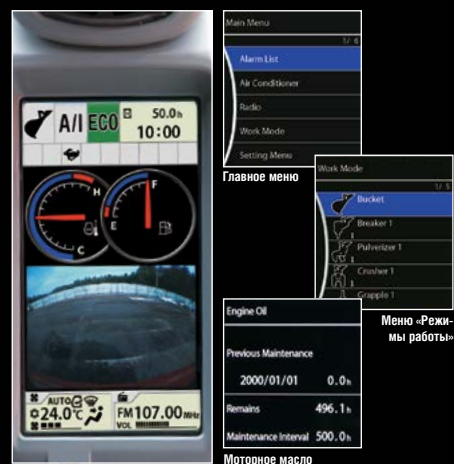 A/I ECO 50.0h
10:00
H
C
F
E
AUTO
24.0°C
FM 107.00 MHz
VOL
Main Menu
1/ 6
Alarm List
Air Conditioner
Radio
Work Mode
Setting Menu
Главное меню
Work Mode
1/ 5
Bucket
Breaker 1
1
Pulverizer 1
1
Crusher 1
1
Grapple 1
Меню «Режи-
мы работы»
Engine Oil
Previous Maintenance
2000/01/01 0.0h
Remains 496.1h
Maintenance Interval 500.0h
Моторное масло